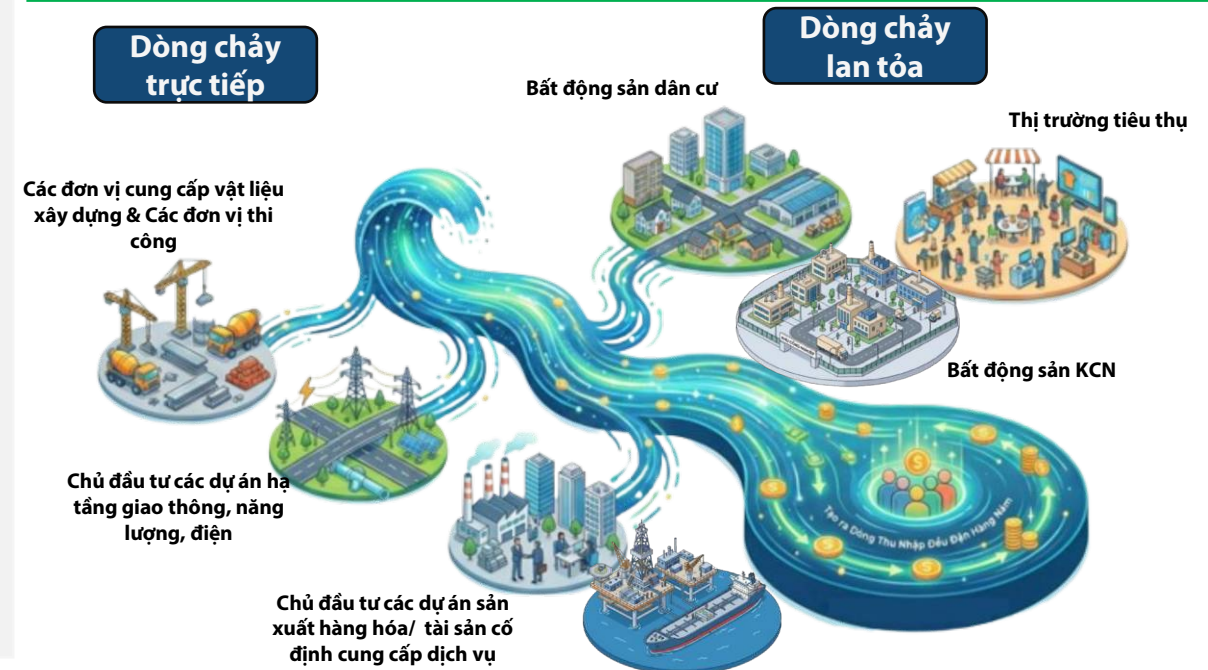 Dòng chảy
trực tiếp
Dòng chảy
lan tỏa
Bất động sản dân cư
Thị trường tiêu thụ
Các đơn vị cung cấp vật liệu
xây dựng & Các đơn vị thi
công
Bất động sản KCN
Chủ đầu tư các dự án hạ
tầng giao thông, năng
lượng, điện
Tạo ra Dòng Thu Nhập Đều Đặn Hàng Năm
Chủ đầu tư các dự án sản
xuất hàng hóa/ tài sản cố
định cung cấp dịch vụ